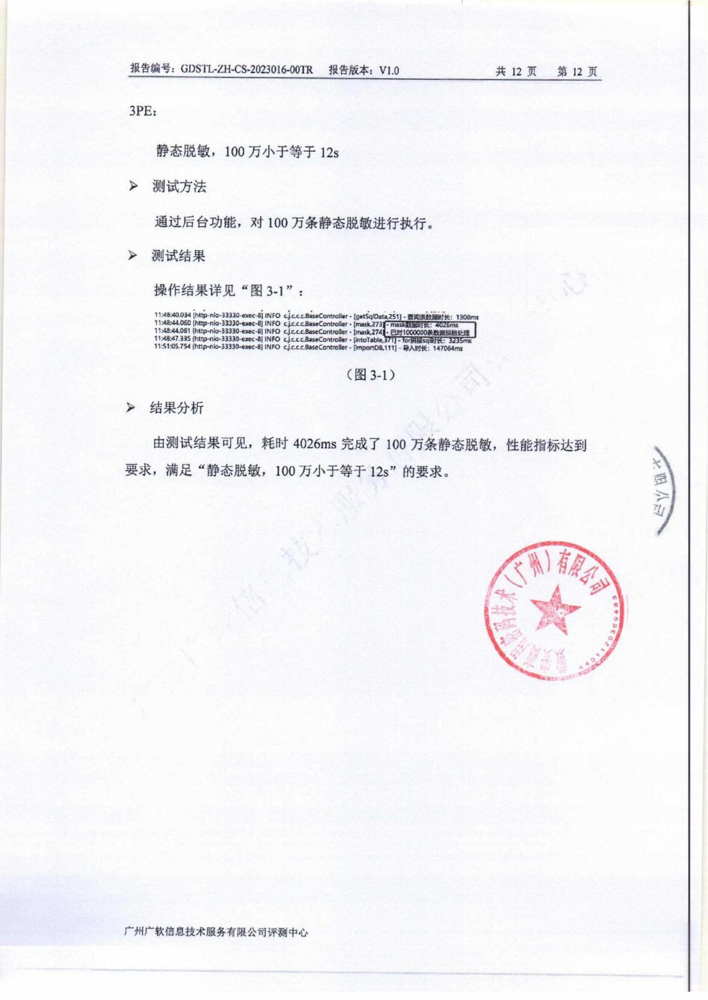 报告编号：GDSTL-ZH-CS-2023016-00TR 报告版本：V1.0 共 12 页 第 12 页
3PE：
静态脱敏，100 万小于等于 12s
➢ 测试方法
通过后台功能，对 100 万条静态脱敏进行执行。
➢ 测试结果
操作结果详见“图 3-1”：
11:48:40.034 [http-nio-33330-exec-8] INFO c.j.c.c.c.BaseController - [getSqlData,251] - 查询原数据时长：1308ms
11:48:44.060 [http-nio-33330-exec-8] INFO c.j.c.c.c.BaseController - [mask,273] - mask数据时长：4026ms
11:48:44.061 [http-nio-33330-exec-8] INFO c.j.c.c.c.BaseController - [mask,274] - 已对1000000条数据脱敏处理
11:48:47.335 [http-nio-33330-exec-8] INFO c.j.c.c.c.BaseController - [intoTable,371] - for拼接sql时长：3235ms
11:51:05.754 [http-nio-33330-exec-8] INFO c.j.c.c.c.BaseController - [importDB,111] - 导入时长：147064ms
（图 3-1）
➢ 结果分析
由测试结果可见，耗时 4026ms 完成了 100 万条静态脱敏，性能指标达到
要求，满足“静态脱敏，100 万小于等于 12s”的要求。
密码技术（广州）有限公司
广州广软信息技术服务有限公司评测中心